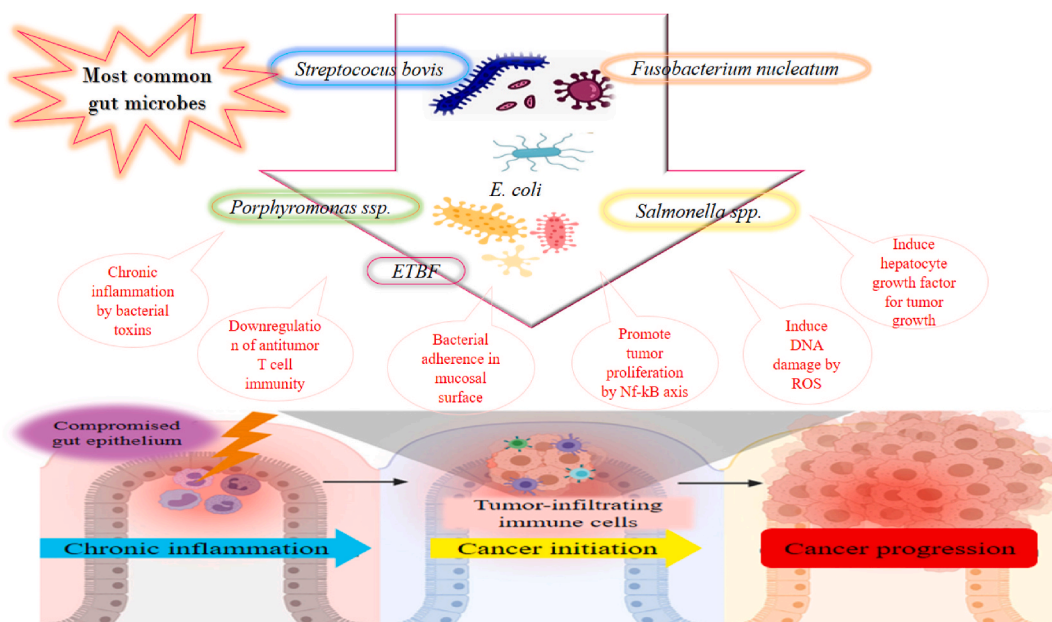 Most common
gut microbes
Streptococus bovis
Fusobacterium nucleatum
E. coli
Porphyromonas ssp.
Salmonella spp.
ETBF
Chronic
inflammation
by bacterial
toxins
Downregulatio
n of antitumor
T cell
immunity
Bacterial
adherence in
mucosal
surface
Promote
tumor
proliferation
by Nf-kB axis
Induce
DNA
damage by
ROS
Induce
hepatocyte
growth factor
for tumor
growth
Compromised
gut epithelium
Tumor-infiltrating
immune cells
Chronic inflammation
Cancer initiation
Cancer progression